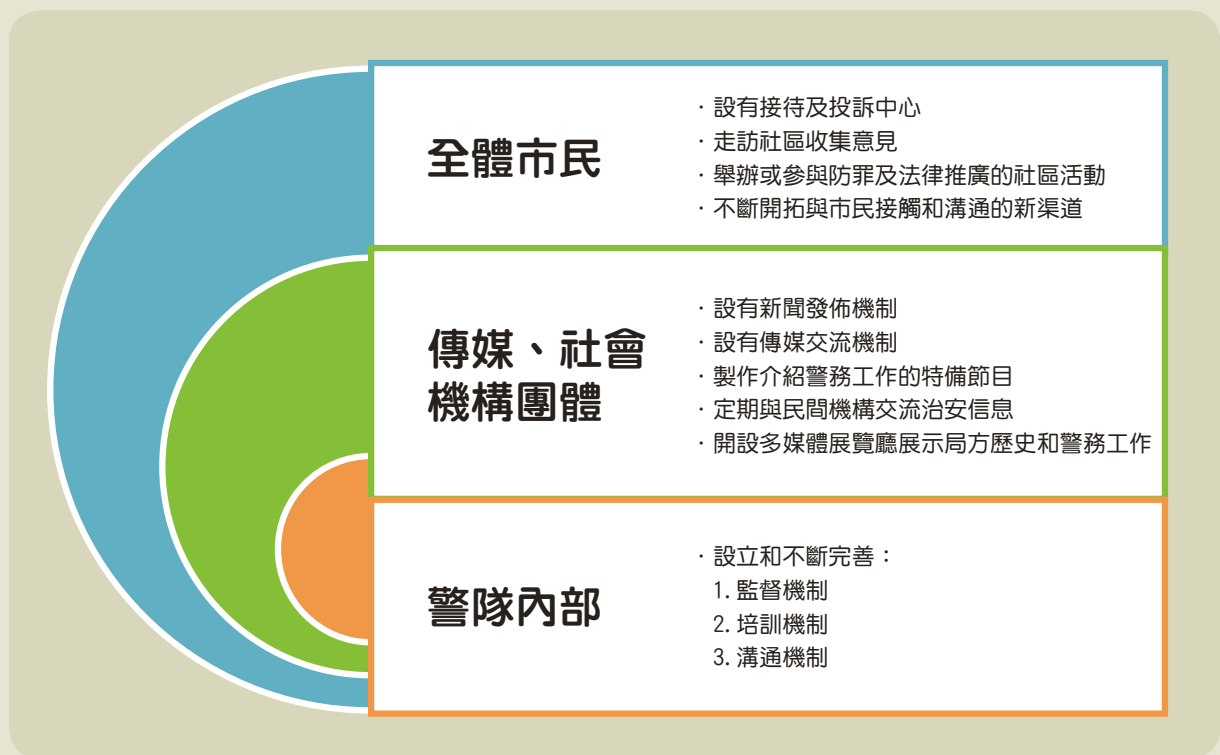 全體市民
·設有接待及投訴中心
·走訪社區收集意見
·舉辦或參與防罪及法律推廣的社區活動
·不斷開拓與市民接觸和溝通的新渠道
傳媒、社會
機構團體
·設有新聞發佈機制
·設有傳媒交流機制
·製作介紹警務工作的特備節目
·定期與民間機構交流治安信息
·開設多媒體展覽廳展示局方歷史和警務工作
警隊內部
·設立和不斷完善：
1.監督機制
2.培訓機制
3.溝通機制